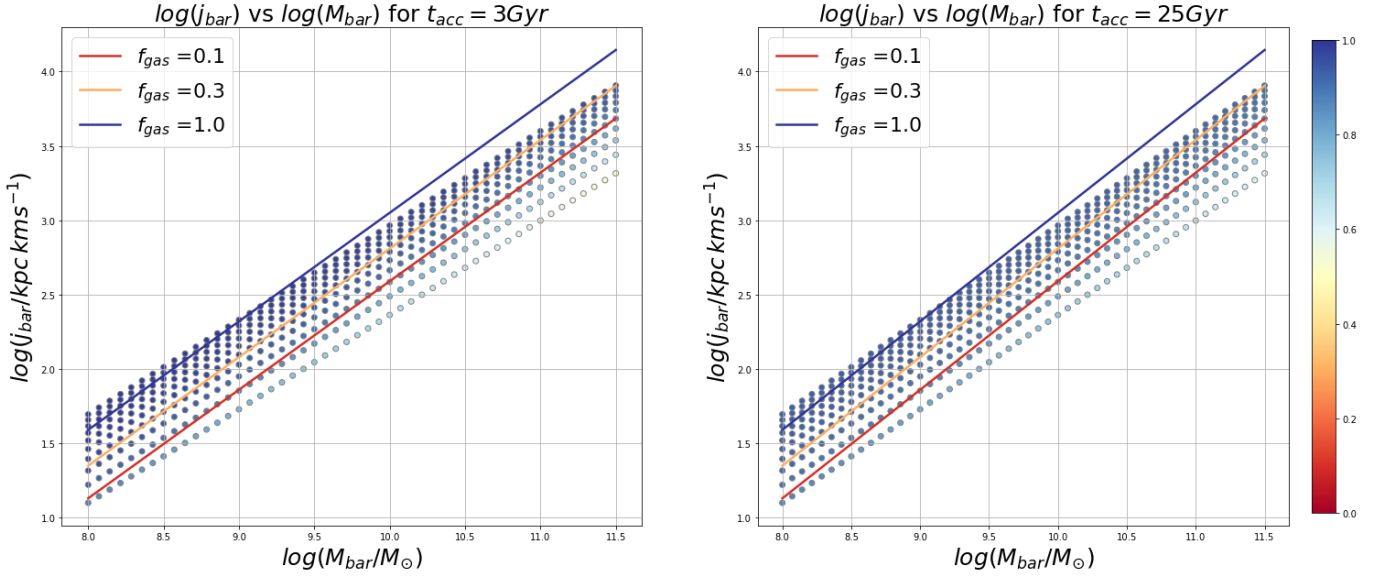 log(j_bar) vs log(M_bar) for t_acc = 3Gyr
f_gas =0.1
f_gas =0.3
f_gas =1.0
log(j_bar/kpc kms^−1)
4.0
3.5
3.0
2.5
2.0
1.5
1.0
8.0 8.5 9.0 9.5 10.0 10.5 11.0 11.5
log(M_bar/M_⊙)
log(j_bar) vs log(M_bar) for t_acc = 25Gyr
f_gas =0.1
f_gas =0.3
f_gas =1.0
log(j_bar/kpc kms^−1)
4.0
3.5
3.0
2.5
2.0
1.5
1.0
8.0 8.5 9.0 9.5 10.0 10.5 11.0 11.5
log(M_bar/M_⊙)
1.0
0.8
0.6
0.4
0.2
0.0